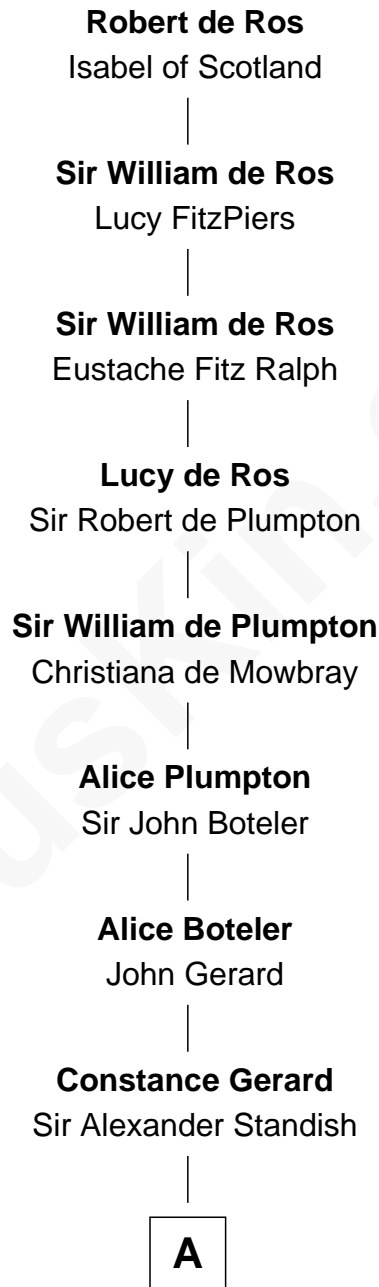 Robert de Ros
Isabel of Scotland
Sir William de Ros
Lucy FitzPiers
Sir William de Ros
Eustache Fitz Ralph
Lucy de Ros
Sir Robert de Plumpton
Sir William de Plumpton
Christiana de Mowbray
Alice Plumpton
Sir John Boteler
Alice Boteler
John Gerard
Constance Gerard
Sir Alexander Standish
A